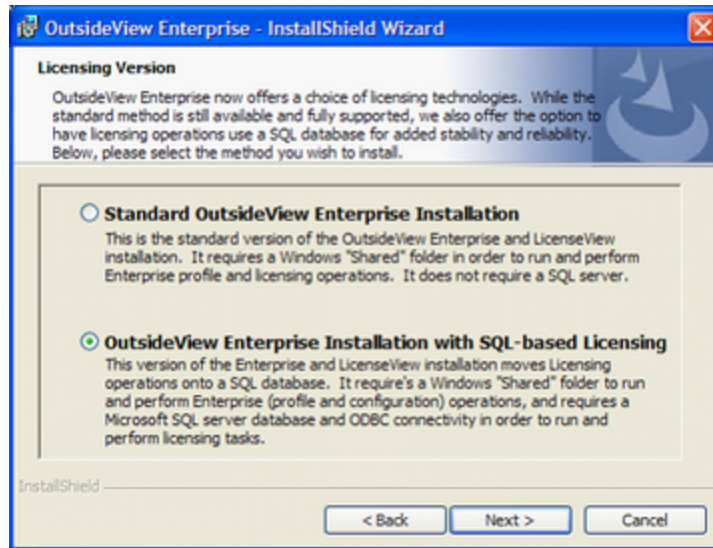 OutsideView Enterprise - InstallShield Wizard
Licensing Version
OutsideView Enterprise now offers a choice of licensing technologies. While the
standard method is still available and fully supported, we also offer the option to
have licensing operations use a SQL database for added stability and reliability.
Below, please select the method you wish to install.
Standard OutsideView Enterprise Installation
This is the standard version of the OutsideView Enterprise and LicenseView
installation. It requires a Windows "Shared" folder in order to run and perform
Enterprise profile and licensing operations. It does not require a SQL server.
OutsideView Enterprise Installation with SQL-based Licensing
This version of the Enterprise and LicenseView installation moves Licensing
operations onto a SQL database. It require's a Windows "Shared" folder to run
and perform Enterprise (profile and configuration) operations, and requires a
Microsoft SQL server database and ODBC connectivity in order to run and
perform licensing tasks.
InstallShield
< Back Next > Cancel